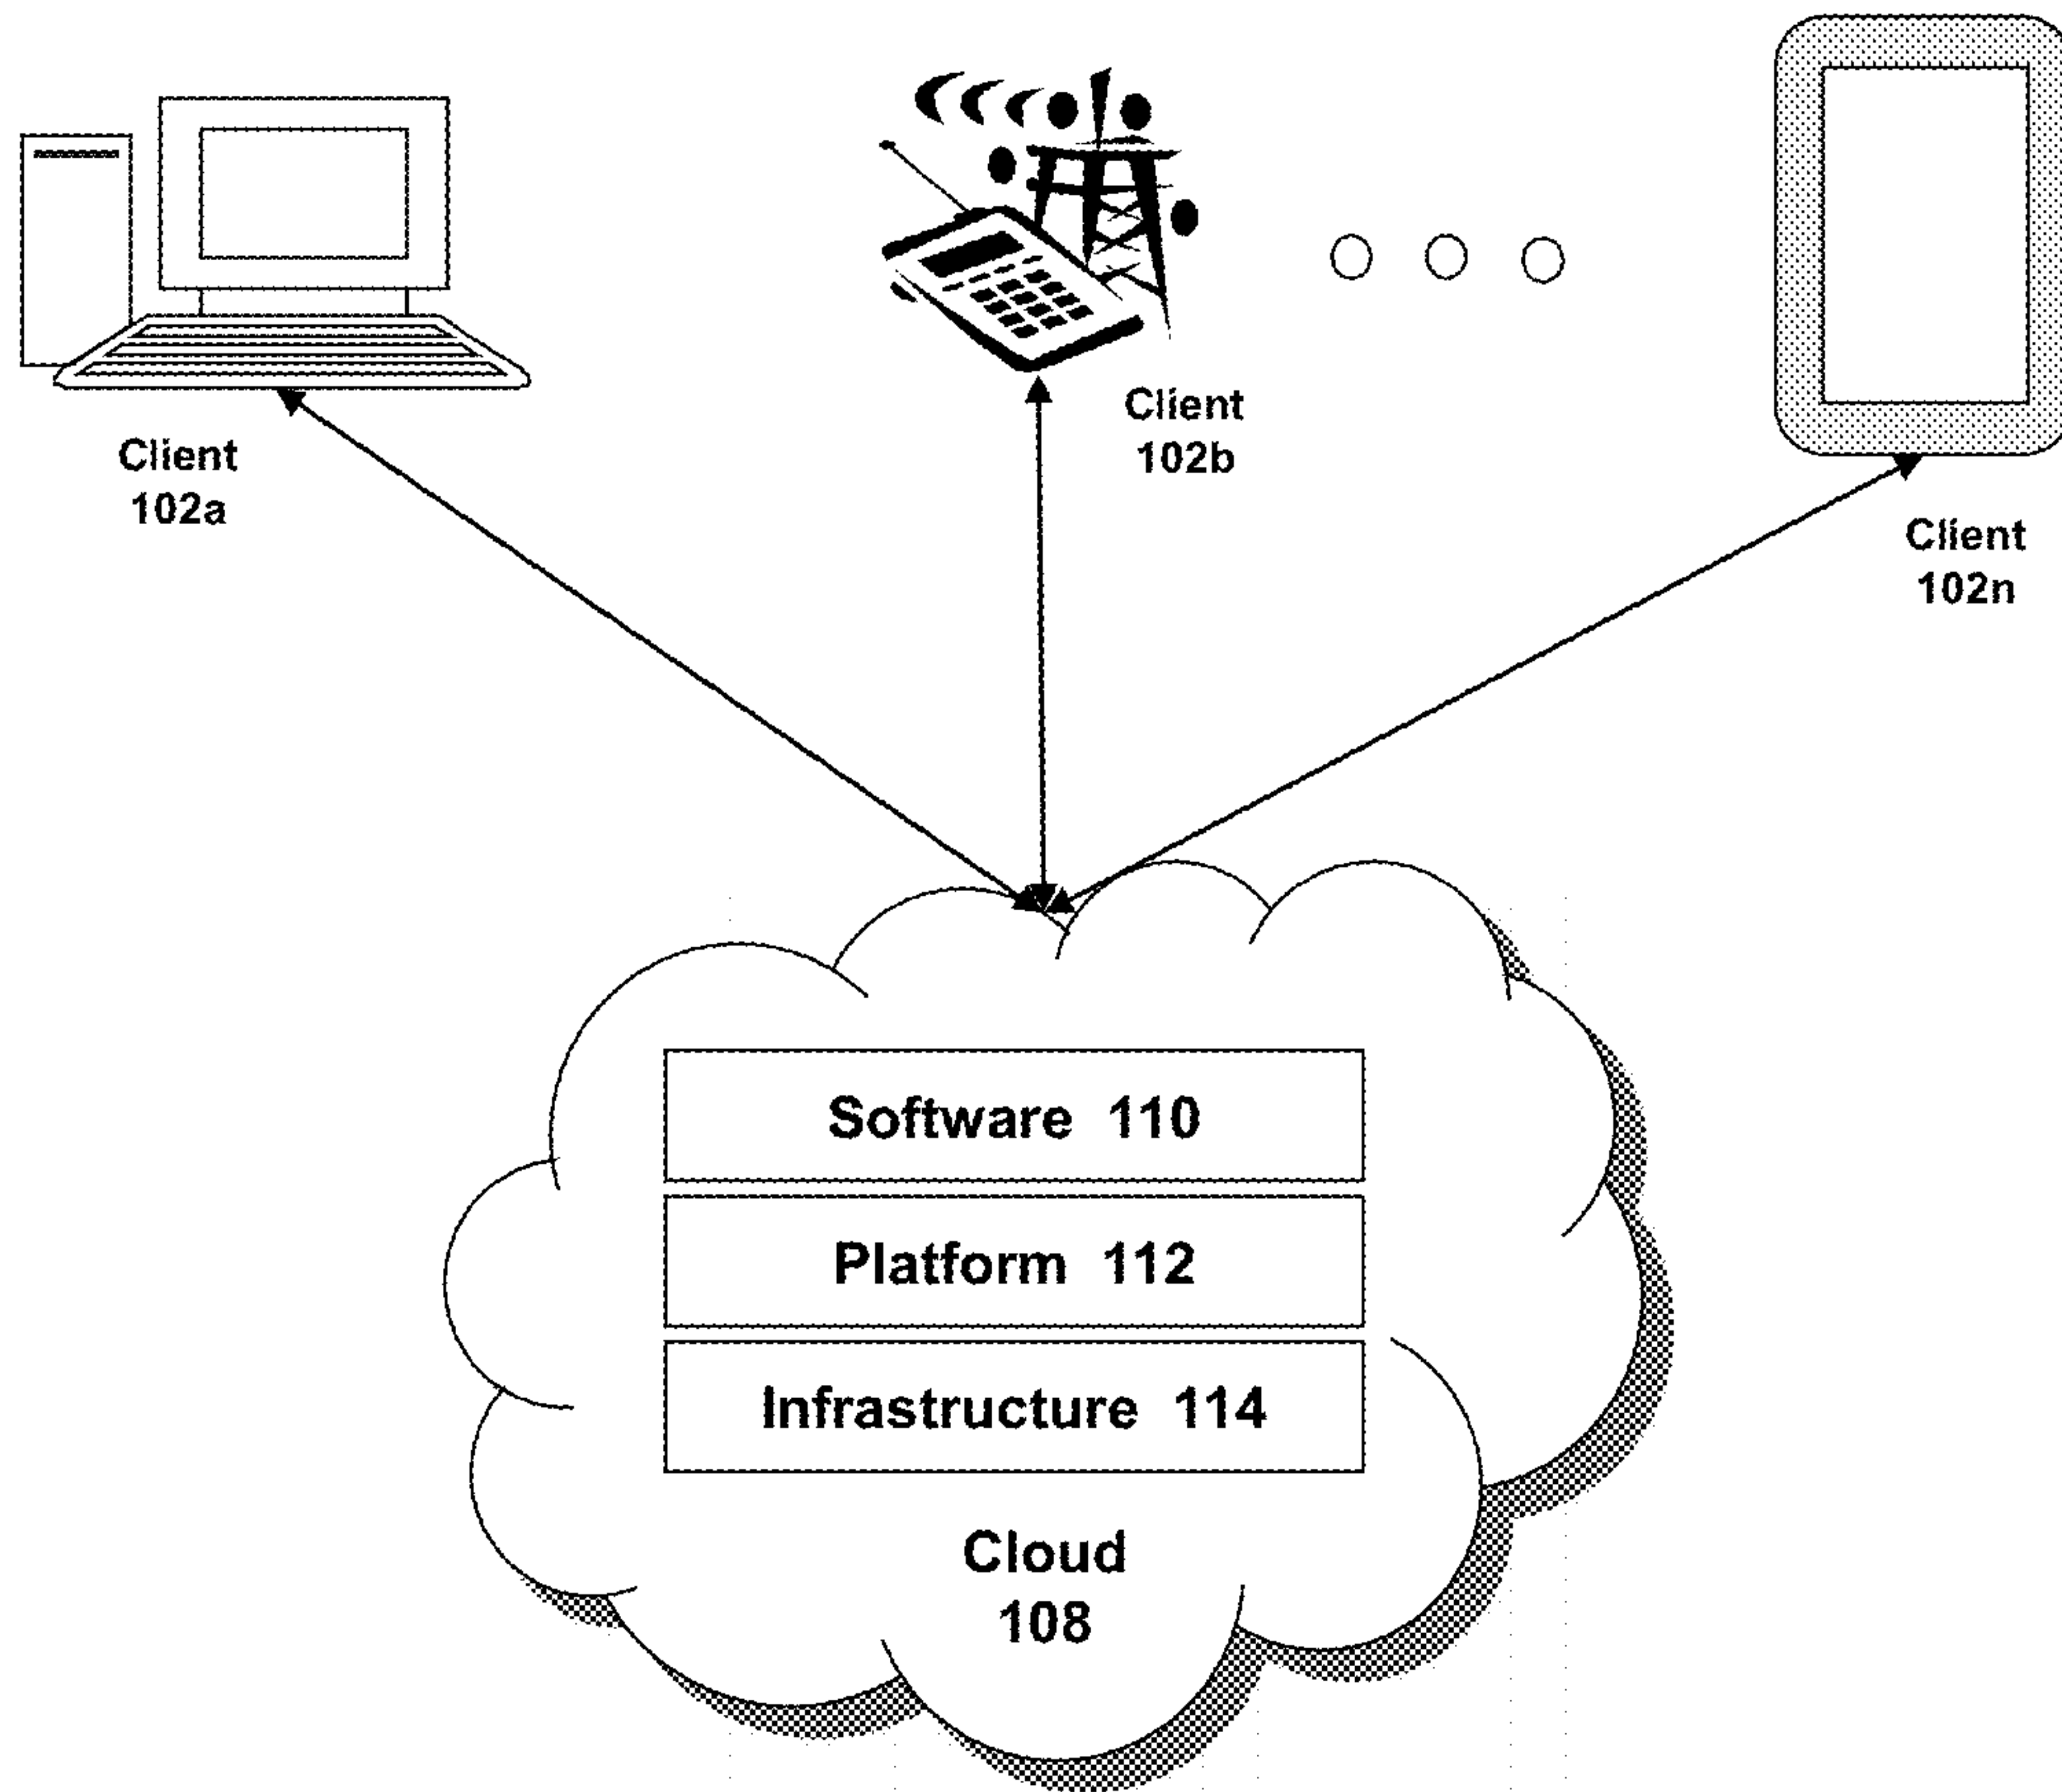 Client
102a
Client
102b
Client
102n
Software 110
Platform 112
Infrastructure 114
Cloud
108